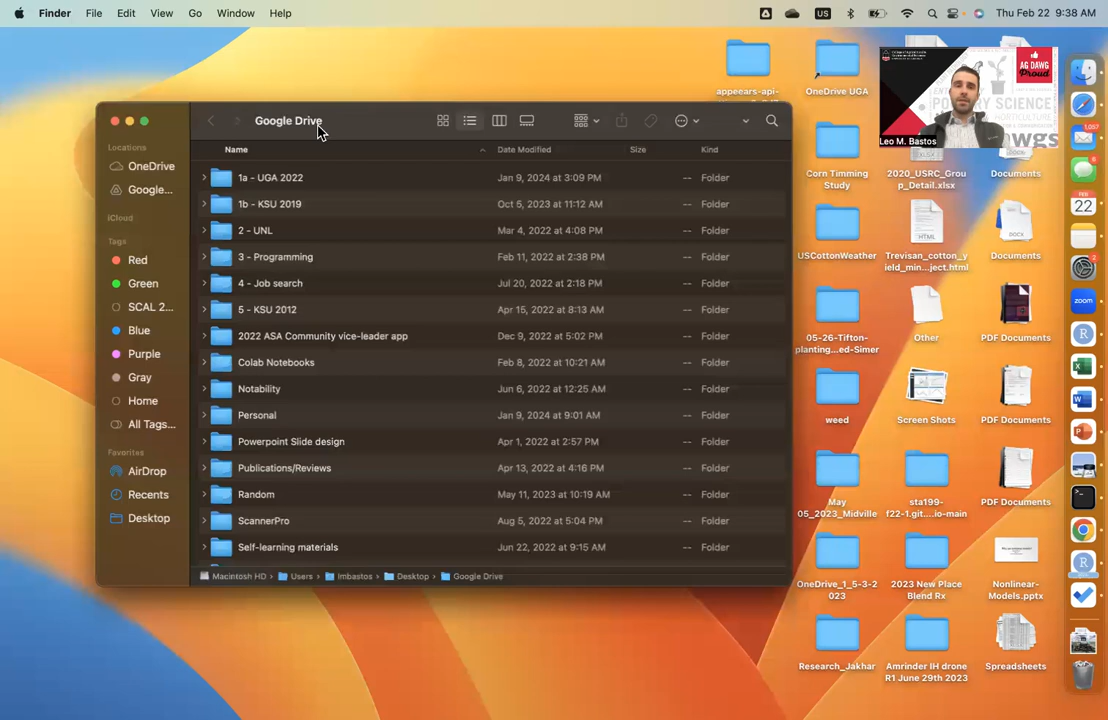 Finder File Edit View Go Window Help
US
Thu Feb 22 9:38 AM
appeears-api-
OneDrive UGA
AG DAWG
Proud
POULTRY SCIENCE
wgs
Leo M. Bastos
Google Drive
Locations
OneDrive
Google...
iCloud
Tags
Red
Green
SCAL 2...
Blue
Purple
Gray
Home
All Tags...
Favorites
AirDrop
Recents
Desktop
Name Date Modified Size Kind
1a - UGA 2022 Jan 9, 2024 at 3:09 PM -- Folder
1b - KSU 2019 Oct 5, 2023 at 11:12 AM -- Folder
2 - UNL Mar 4, 2022 at 4:08 PM -- Folder
3 - Programming Feb 11, 2022 at 2:38 PM -- Folder
4 - Job search Jul 20, 2022 at 2:18 PM -- Folder
5 - KSU 2012 Apr 15, 2022 at 8:13 AM -- Folder
2022 ASA Community vice-leader app Dec 9, 2022 at 5:02 PM -- Folder
Colab Notebooks Feb 8, 2022 at 10:21 AM -- Folder
Notability Jun 6, 2022 at 12:25 AM -- Folder
Personal Jan 9, 2024 at 9:01 AM -- Folder
Powerpoint Slide design Apr 1, 2022 at 2:57 PM -- Folder
Publications/Reviews Apr 13, 2022 at 4:16 PM -- Folder
Random May 11, 2023 at 10:19 AM -- Folder
ScannerPro Aug 5, 2022 at 5:04 PM -- Folder
Self-learning materials Jun 22, 2022 at 9:15 AM -- Folder
Macintosh HD › Users › lmbastos › Desktop › Google Drive
Corn Timming
Study
2020_USRC_Grou
p_Detail.xlsx
Documents
USCottonWeather
HTML
Trevisan_cotton_y
ield_min...ject.html
DOCX
Documents
05-26-Tifton-
planting...ed-Simer
Other
PDF Documents
weed
Screen Shots
PDF Documents
May
05_2023_Midville
sta199-
f22-1.git....io-main
PDF Documents
OneDrive_1_5-3-2
023
2023 New Place
Blend Rx
Nonlinear-
Models.pptx
Research_Jakhar
Amrinder IH drone
R1 June 29th 2023
Spreadsheets
1,057
FEB
22
2
zoom